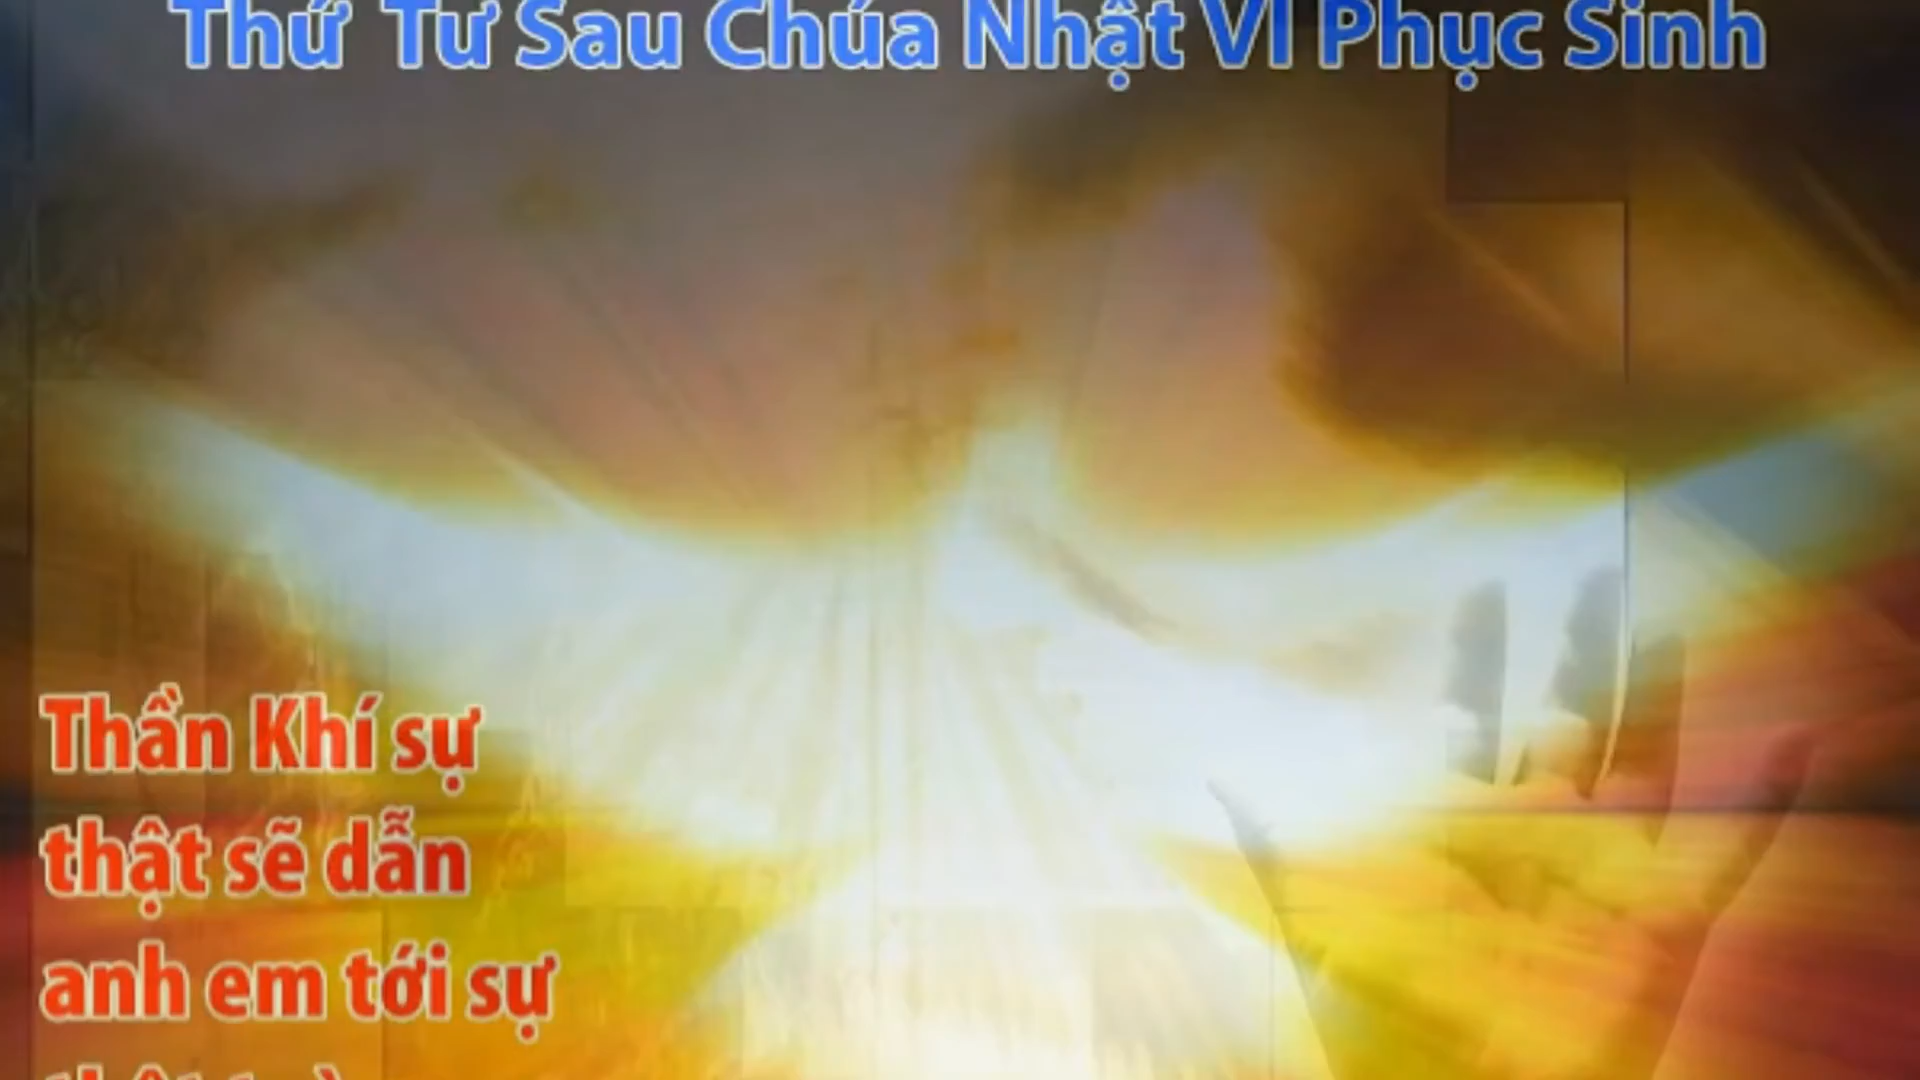 Thứ Tư Sau Chúa Nhật VI Phục Sinh
Thần Khí sự
thật sẽ dẫn
anh em tới sự